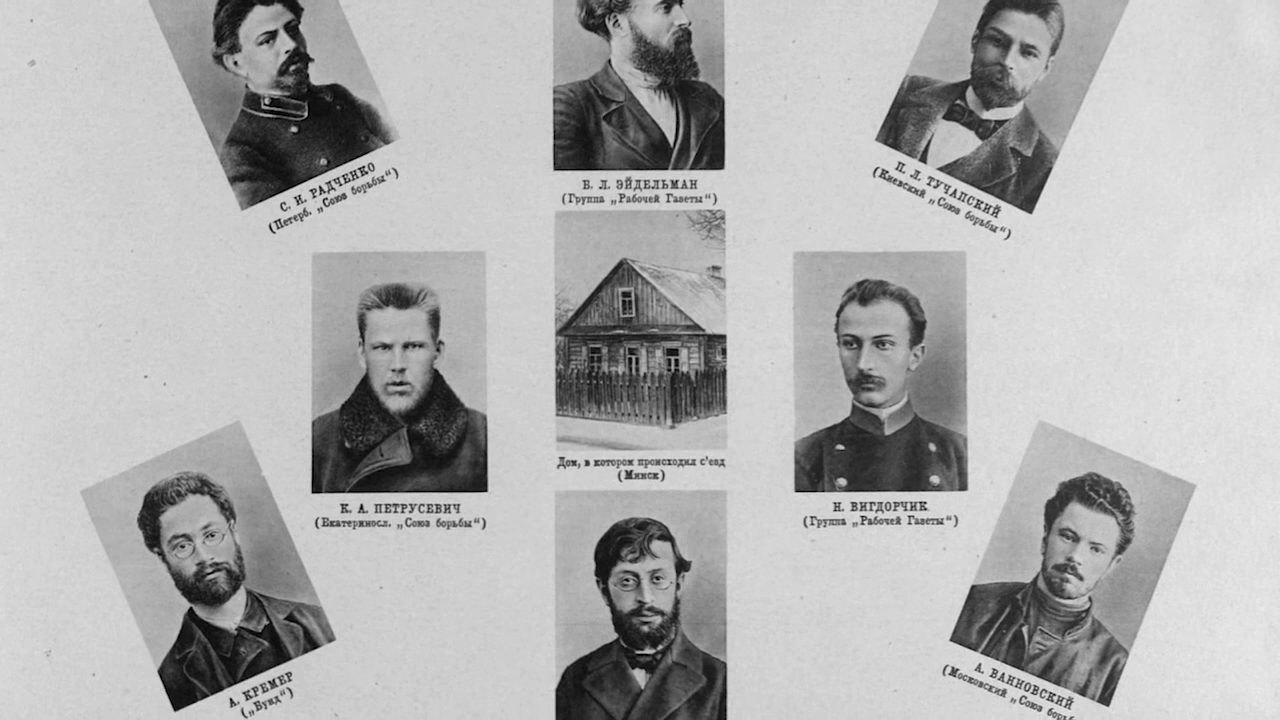 С. И. РАДЧЕНКО
(Петерб. „Союз борьбы“)
Б. Л. ЭЙДЕЛЬМАН
(Группа „Рабочей Газеты“)
П. Л. ТУЧАПСКИЙ
(Киевский „Союз борьбы“)
Дом, в котором происходил с'езд
(Минск)
К. А. ПЕТРУСЕВИЧ
(Екатериносл. „Союз борьбы“)
Н. ВИГДОРЧИК
(Группа „Рабочей Газеты“)
А. КРЕМЕР
(„Бунд“)
А. ВАННОВСКИЙ
(Московский „Союз